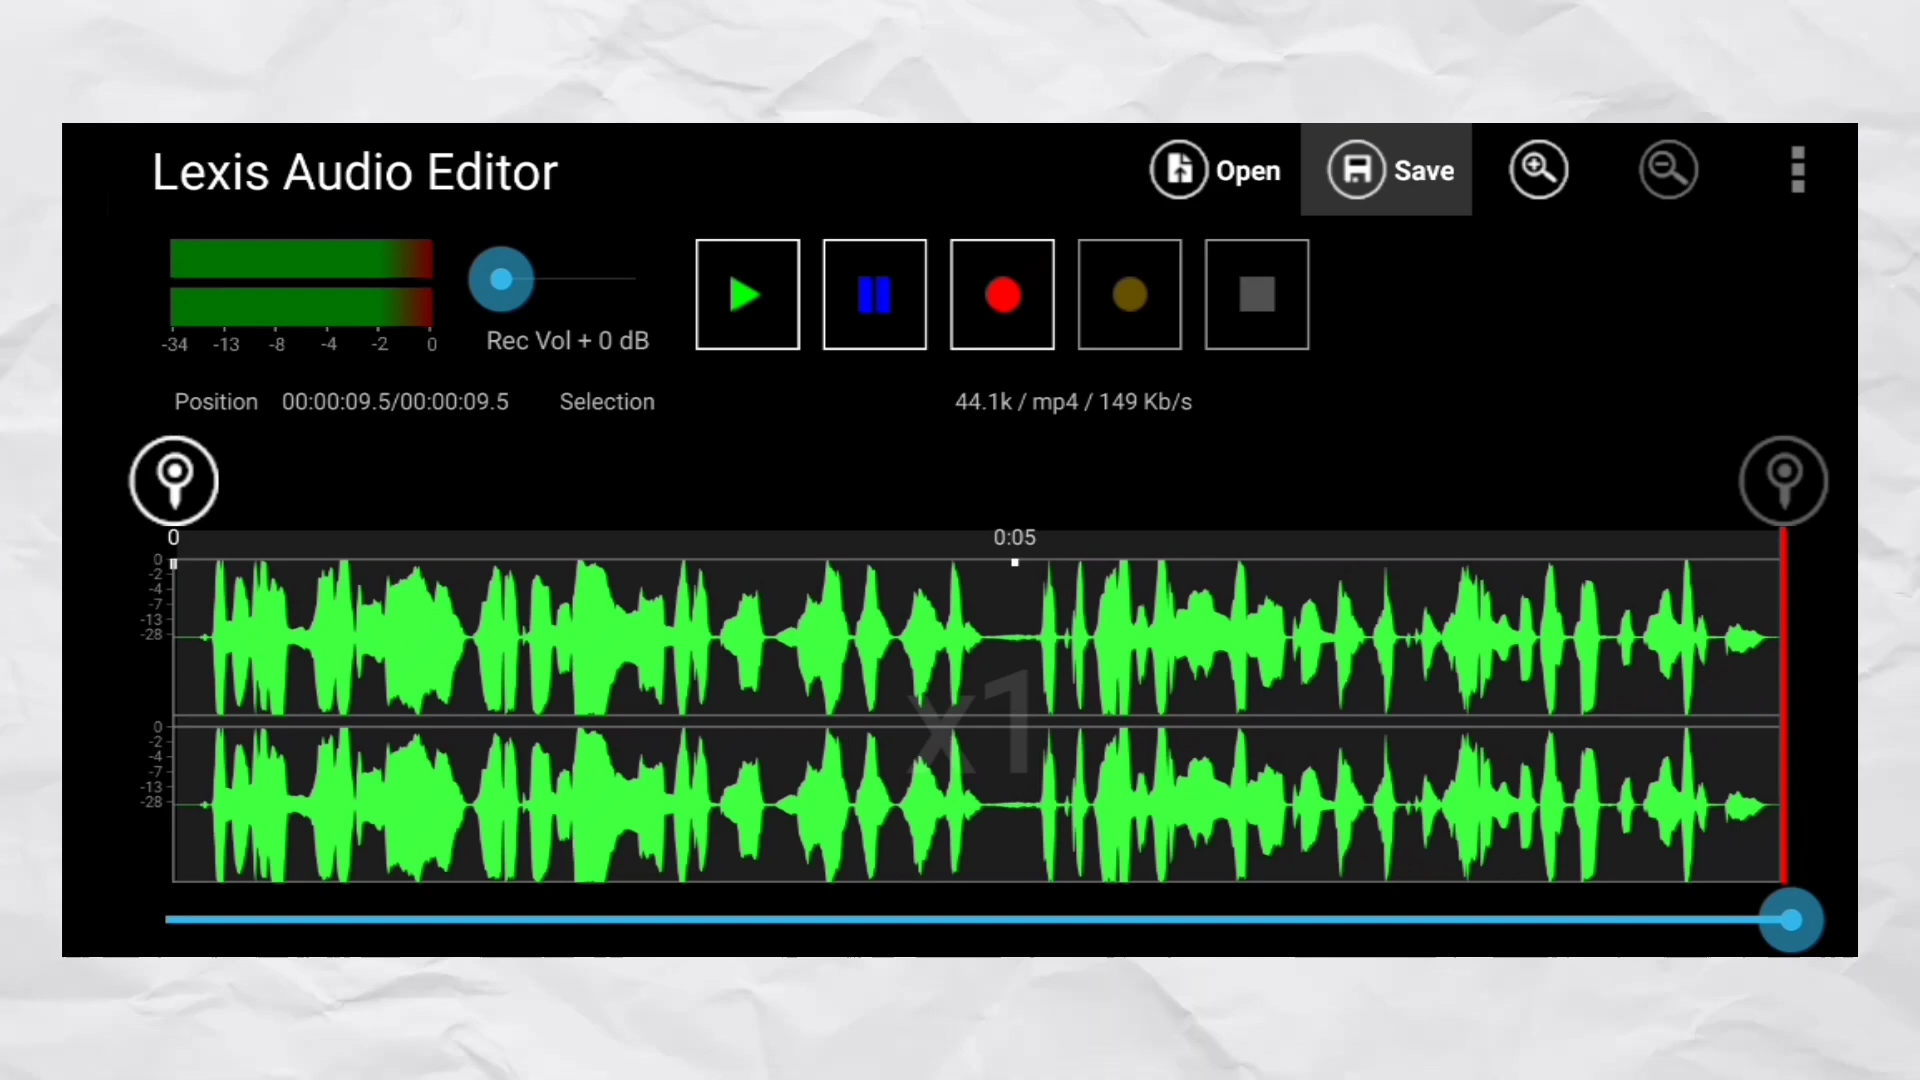 Lexis Audio Editor
Open
Save
-34 -13 -8 -4 -2 0
Rec Vol + 0 dB
Position 00:00:09.5/00:00:09.5 Selection 44.1k / mp4 / 149 Kb/s
0 0:05
0
-2
-4
-7
-13
-28
x1
0
-2
-4
-7
-13
-28